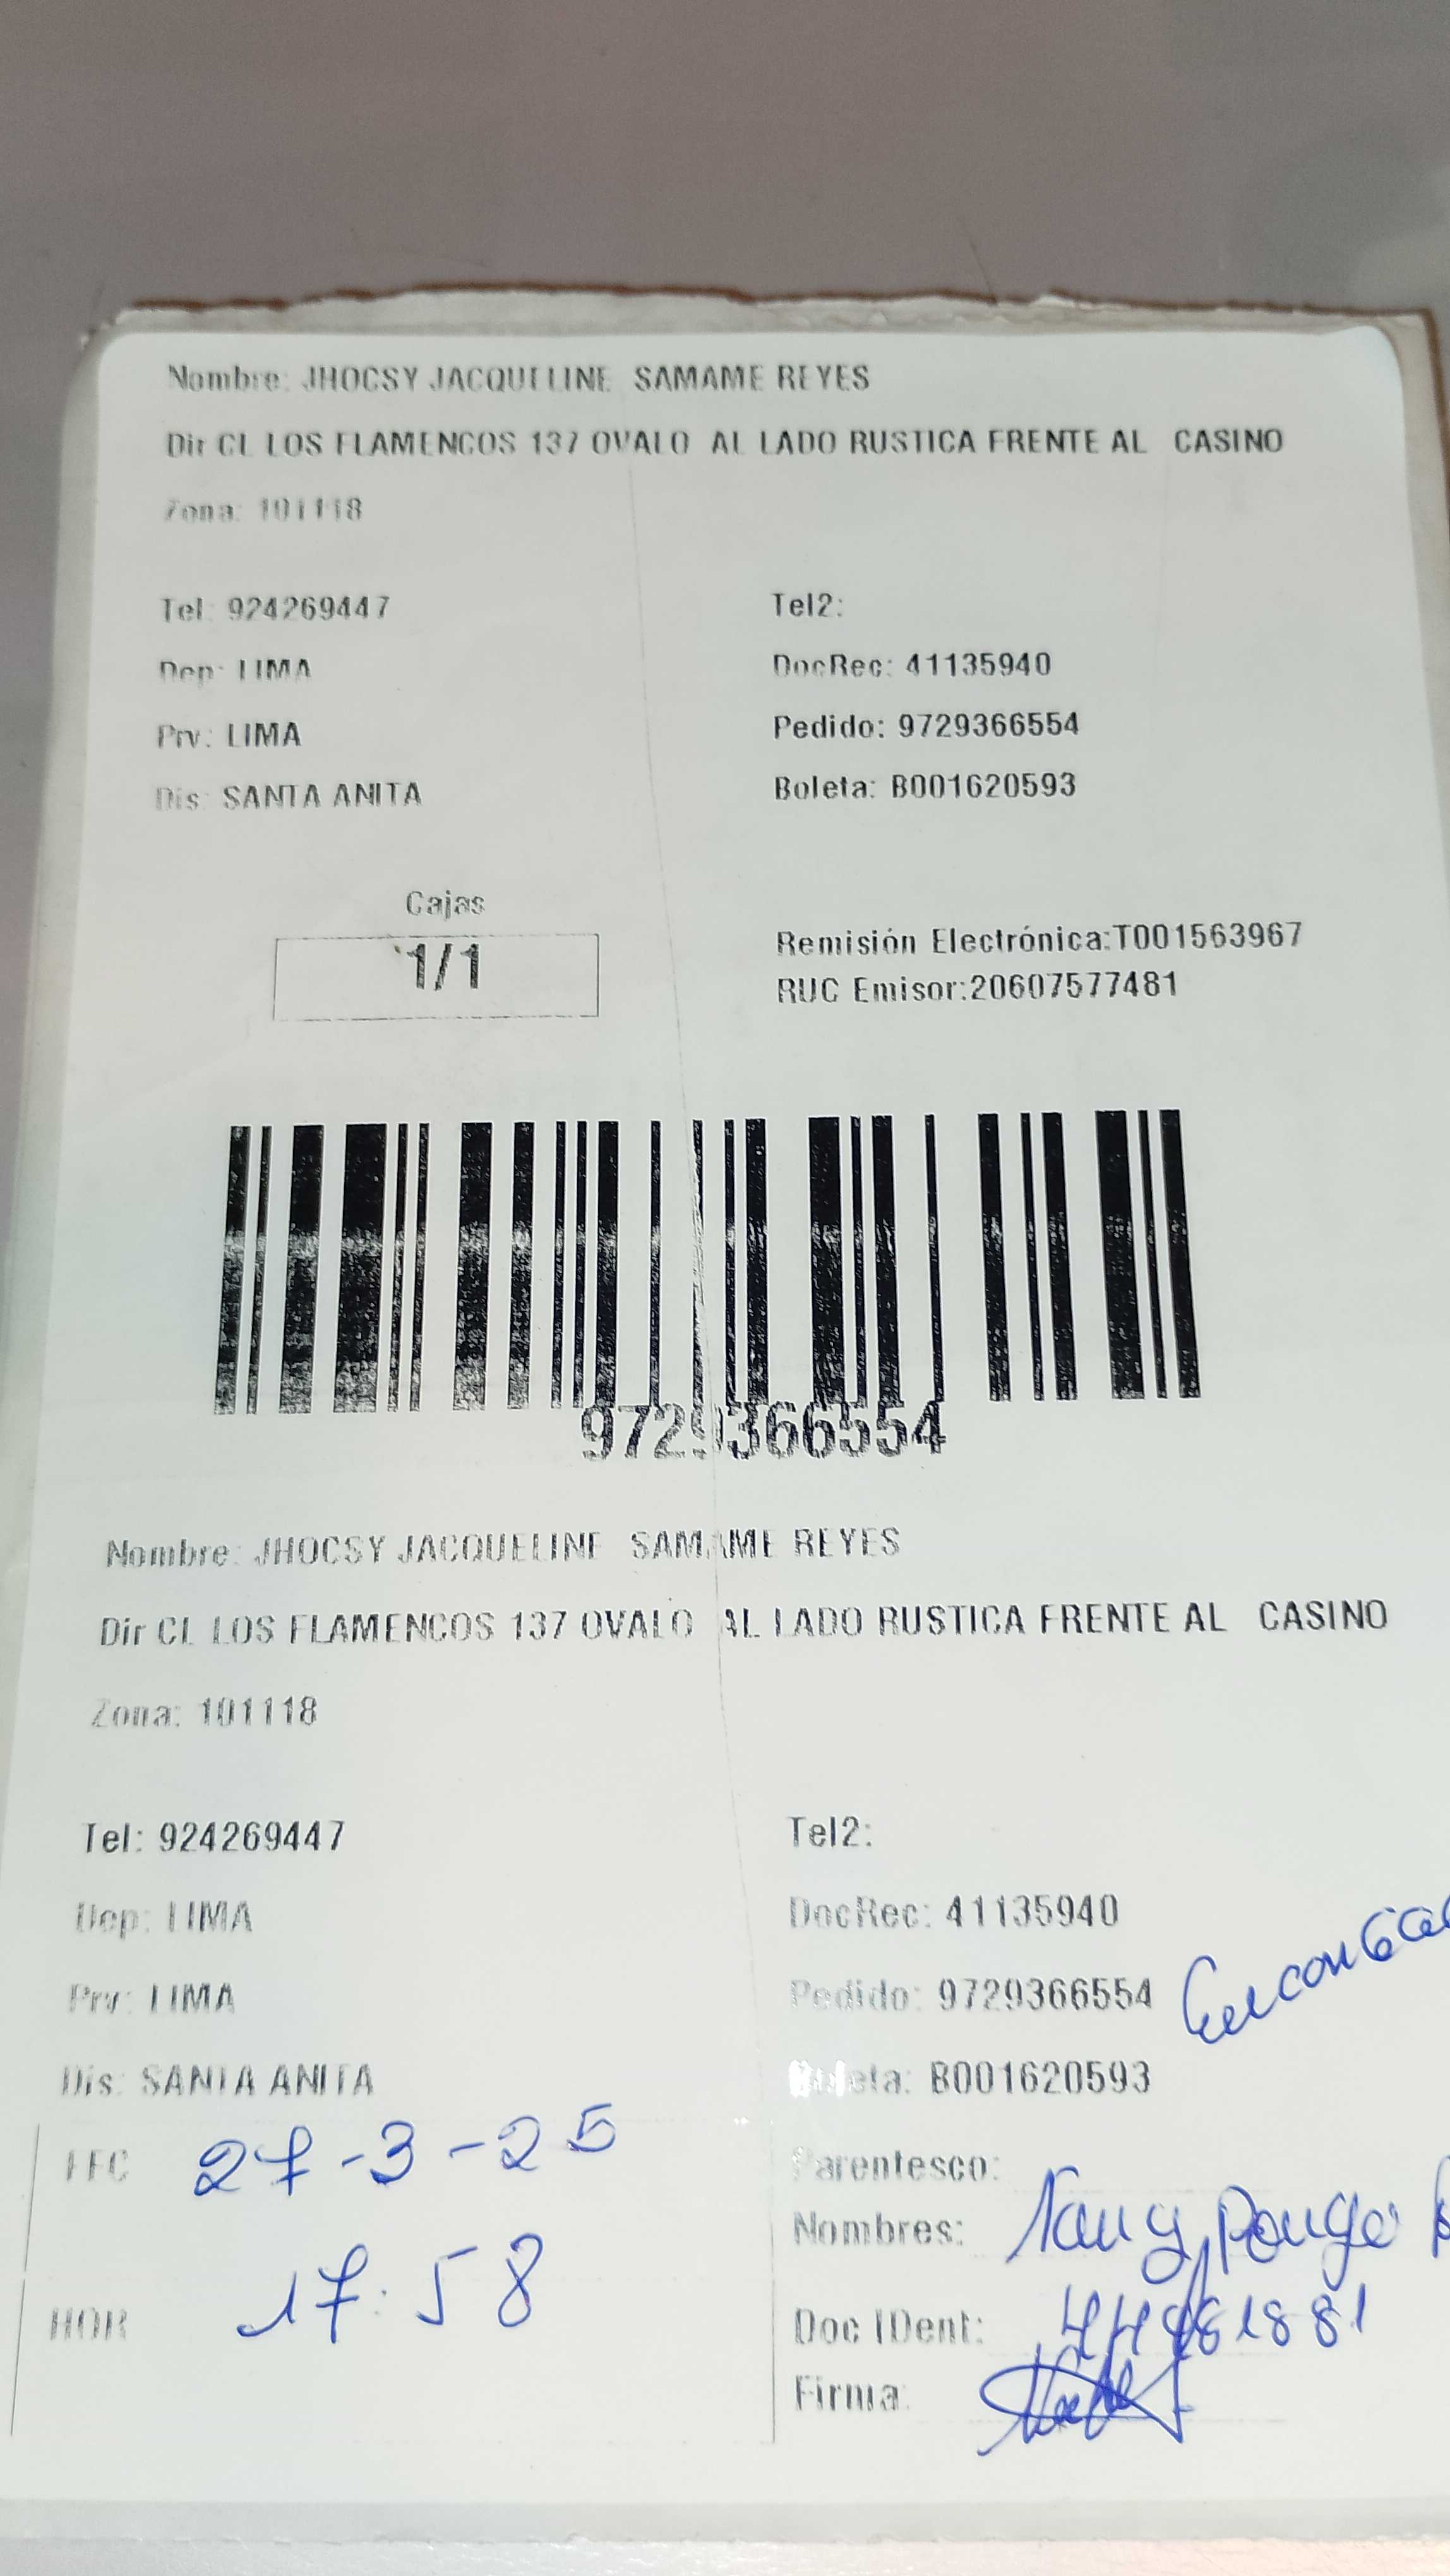 Nombre: JHOCSY JACQUELINE SAMAME REYES
Dir CL LOS FLAMENCOS 137 OVALO AL LADO RUSTICA FRENTE AL CASINO
Zona: 101118
Tel: 924269447 Tel2:
Dep: LIMA DocRec: 41135940
Prv: LIMA Pedido: 9729366554
Dis: SANTA ANITA Boleta: B001620593
Cajas
1/1
Remisión Electrónica:T001563967
RUC Emisor:20607577481
9729366554
Nombre: JHOCSY JACQUELINE SAMAME REYES
Dir CL LOS FLAMENCOS 137 OVALO AL LADO RUSTICA FRENTE AL CASINO
Zona: 101118
Tel: 924269447 Tel2:
Dep: LIMA DocRec: 41135940
Prv: LIMA Pedido: 9729366554
Dis: SANTA ANITA Boleta: B001620593
FEC 27-3-25 Parentesco:
Nombres:
HOR 17:58 Doc IDent:
Firma: